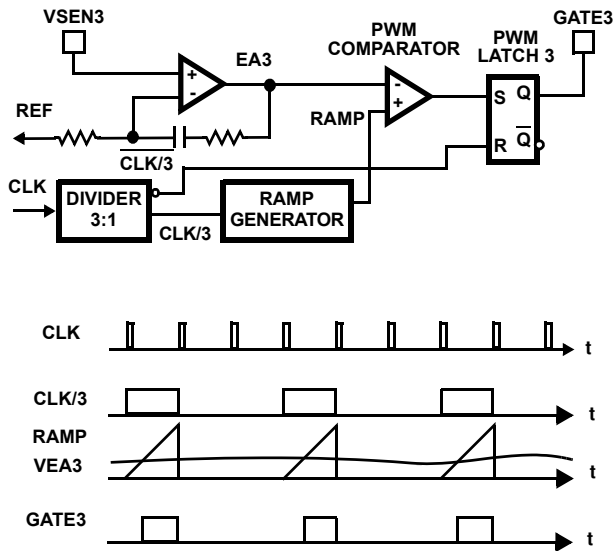 VSEN3
GATE3
PWM
COMPARATOR
PWM
LATCH 3
EA3
+
-
-
+
RAMP
S Q
R Q
REF
CLK/3
CLK
DIVIDER
3:1
RAMP
GENERATOR
CLK/3
CLK
t
CLK/3
t
RAMP
VEA3
t
GATE3
t